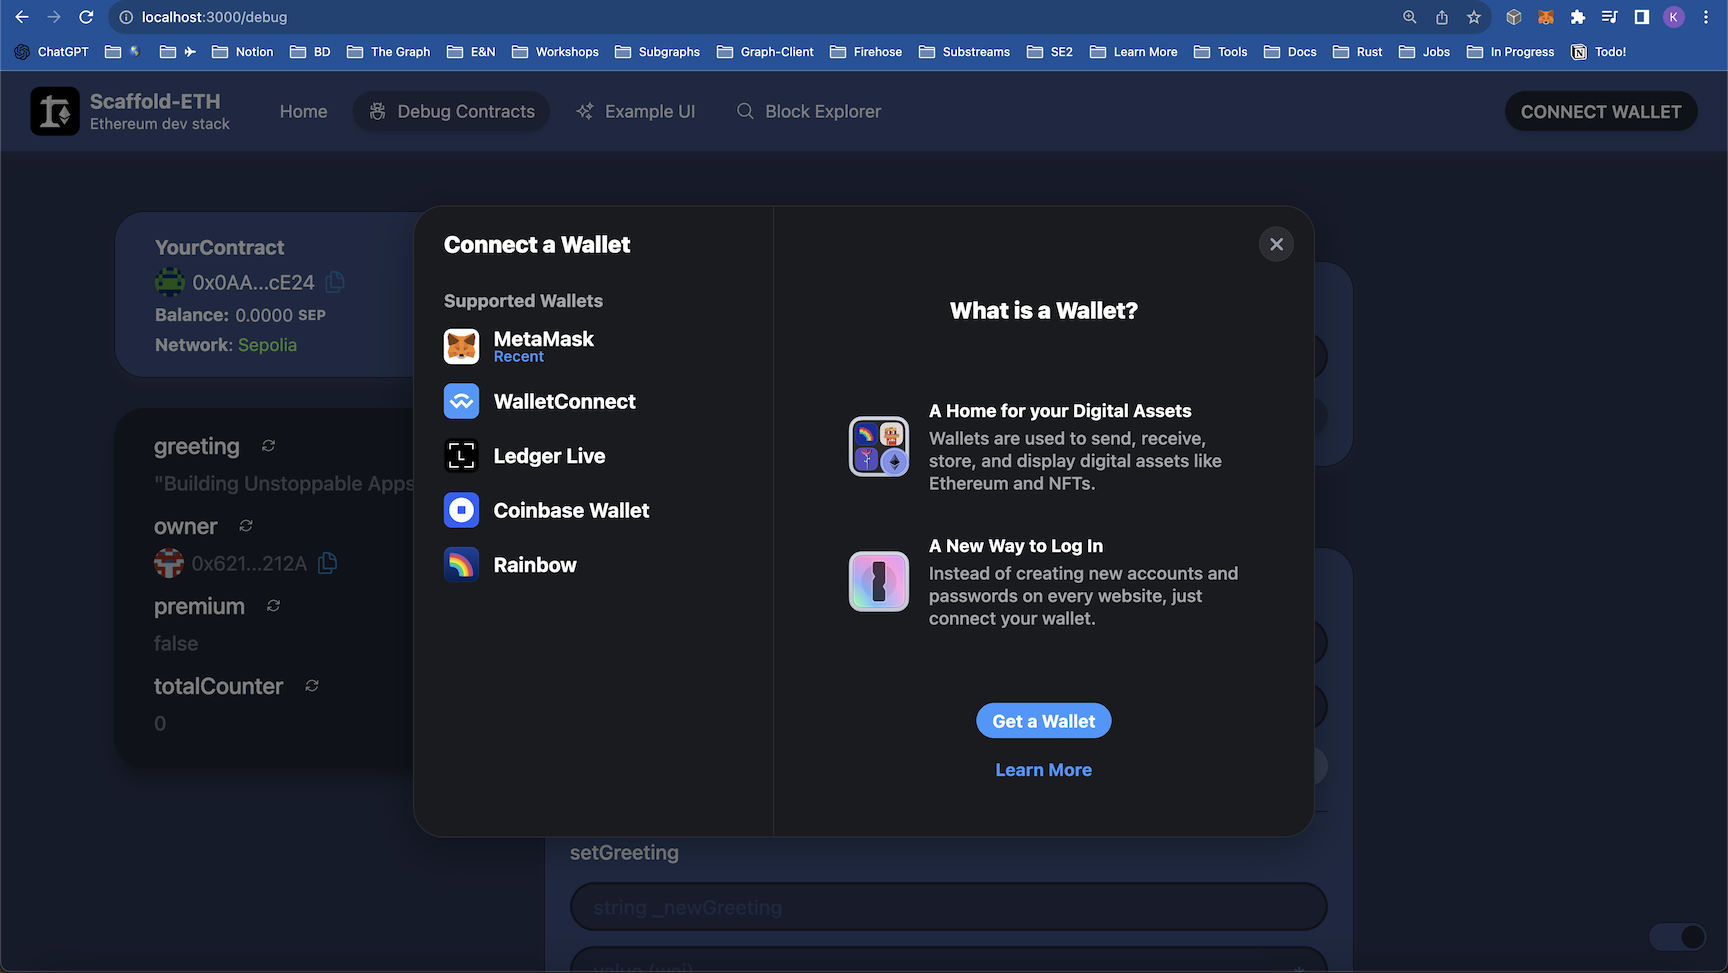 localhost:3000/debug
K
ChatGPT
Notion
BD
The Graph
E&N
Workshops
Subgraphs
Graph-Client
Firehose
Substreams
SE2
Learn More
Tools
Docs
Rust
Jobs
In Progress
Todo!
Scaffold-ETH
Ethereum dev stack
Home
Debug Contracts
Example UI
Block Explorer
CONNECT WALLET
YourContract
0x0AA...cE24
Balance: 0.0000 SEP
Network: Sepolia
greeting
"Building Unstoppable Apps
owner
0x621...212A
premium
false
totalCounter
0
Connect a Wallet
Supported Wallets
MetaMask
Recent
WalletConnect
Ledger Live
Coinbase Wallet
Rainbow
What is a Wallet?
A Home for your Digital Assets
Wallets are used to send, receive,
store, and display digital assets like
Ethereum and NFTs.
A New Way to Log In
Instead of creating new accounts and
passwords on every website, just
connect your wallet.
Get a Wallet
Learn More
setGreeting
string _newGreeting
value (wei)